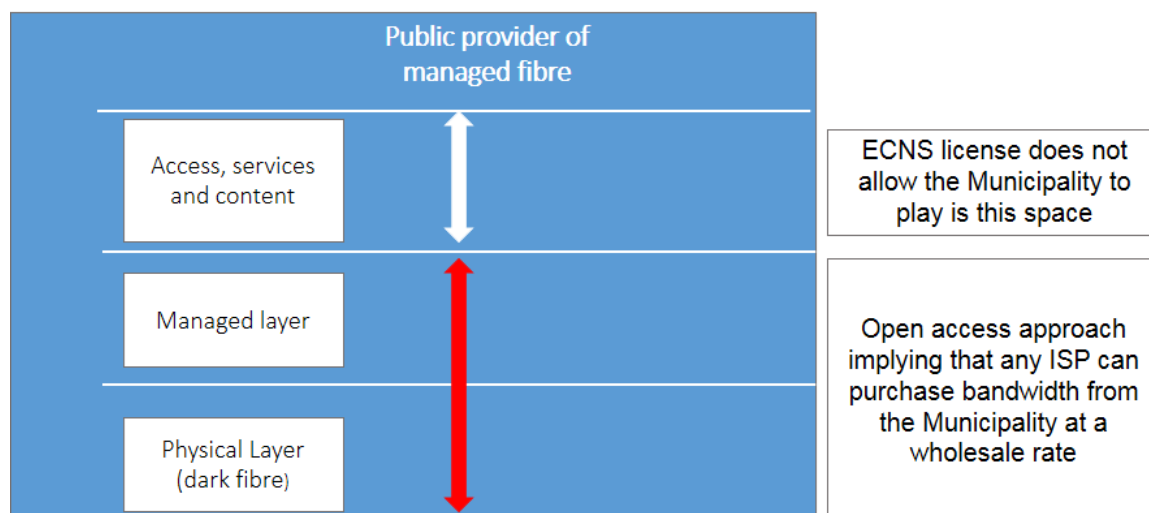 Public provider of
managed fibre
Access, services
and content
ECNS license does not
allow the Municipality to
play is this space
Managed layer
Open access approach
implying that any ISP can
purchase bandwidth from
the Municipality at a
wholesale rate
Physical Layer
(dark fibre)